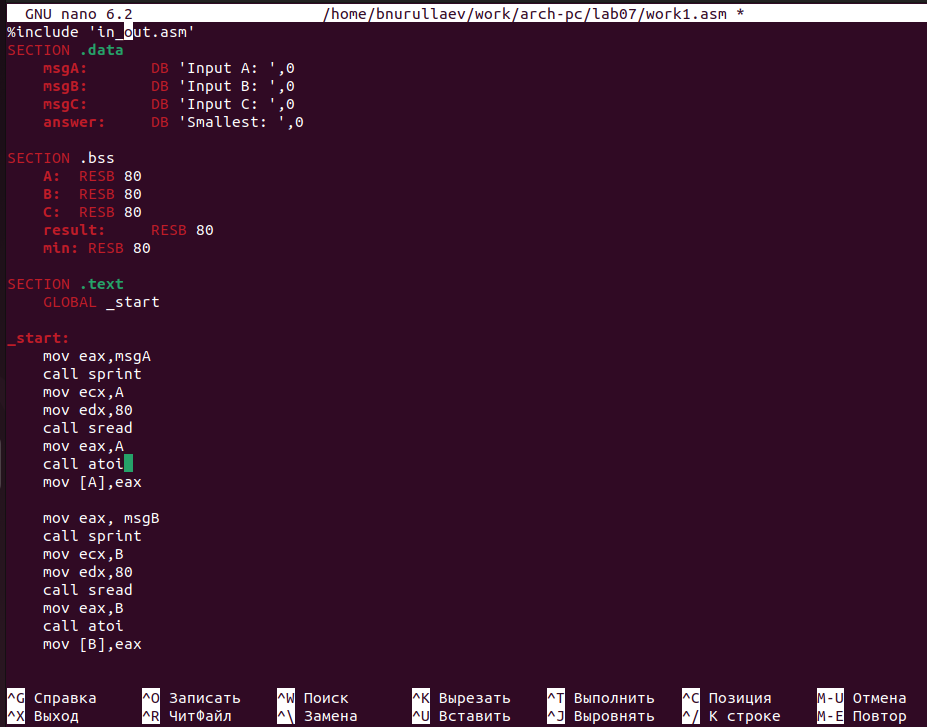 GNU nano 6.2 /home/bnurullaev/work/arch-pc/lab07/work1.asm *
%include 'in_out.asm'
SECTION .data
    msgA:       DB 'Input A: ',0
    msgB:       DB 'Input B: ',0
    msgC:       DB 'Input C: ',0
    answer:     DB 'Smallest: ',0

SECTION .bss
    A:  RESB 80
    B:  RESB 80
    C:  RESB 80
    result:     RESB 80
    min: RESB 80

SECTION .text
    GLOBAL _start

_start:
    mov eax,msgA
    call sprint
    mov ecx,A
    mov edx,80
    call sread
    mov eax,A
    call atoi
    mov [A],eax

    mov eax, msgB
    call sprint
    mov ecx,B
    mov edx,80
    call sread
    mov eax,B
    call atoi
    mov [B],eax

^G Справка ^O Записать ^W Поиск ^K Вырезать ^T Выполнить ^C Позиция M-U Отмена
^X Выход ^R ЧитФайл ^\ Замена ^U Вставить ^J Выровнять ^/ К строке M-E Повтор